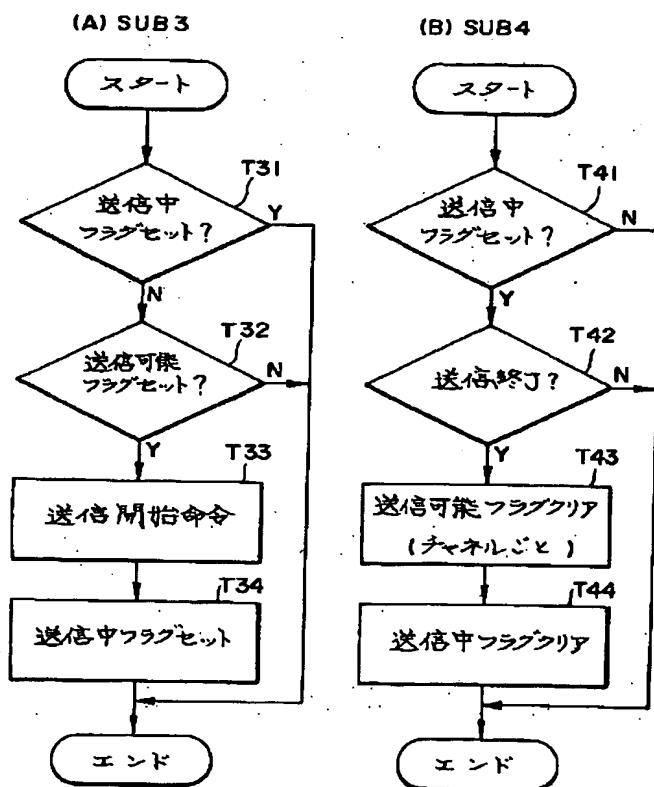 (A) SUB3
スタート
T31
送信中
フラグセット?
Y
N
T32
送信可能
フラグセット?
N
Y
T33
送信開始命令
T34
送信中フラグセット
エンド
(B) SUB4
スタート
T41
送信中
フラグセット?
N
Y
T42
送信終了?
N
Y
T43
送信可能フラグクリア
(チャネルごと)
T44
送信中フラグクリア
エンド